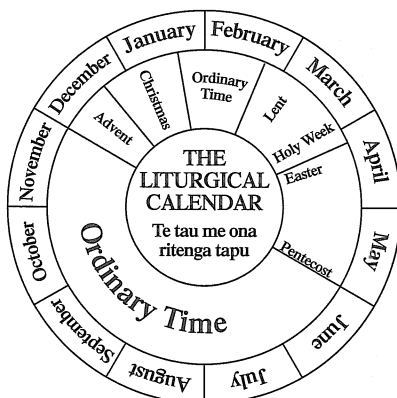 THE
LITURGICAL
CALENDAR
Te tau me ona
ritenga tapu
January
February
March
April
May
June
July
August
September
October
November
December
Advent
Christmas
Ordinary
Time
Lent
Holy Week
Easter
Pentecost
Ordinary Time